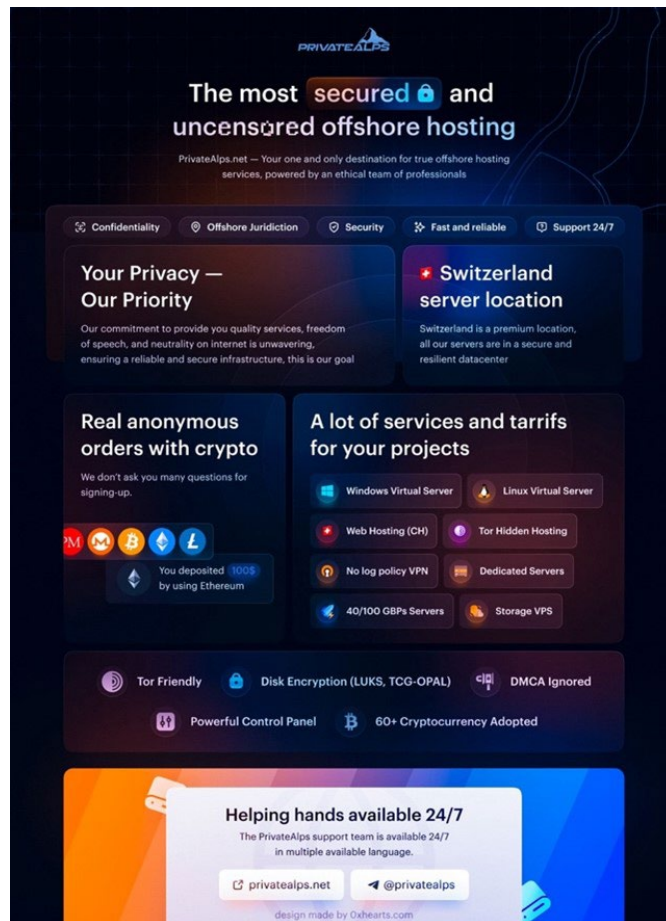 PRIVATEALPS
The most secured and
uncensored offshore hosting
PrivateAlps.net — Your one and only destination for true offshore hosting
services, powered by an ethical team of professionals
Confidentiality
Offshore Juridiction
Security
Fast and reliable
Support 24/7
Your Privacy —
Our Priority
Our commitment to provide you quality services, freedom
of speech, and neutrality on internet is unwavering,
ensuring a reliable and secure infrastructure, this is our goal
Switzerland
server location
Switzerland is a premium location,
all our servers are in a secure and
resilient datacenter
Real anonymous
orders with crypto
We don't ask you many questions for
signing-up.
PM
You deposited 100$
by using Ethereum
A lot of services and tarrifs
for your projects
Windows Virtual Server
Linux Virtual Server
Web Hosting (CH)
Tor Hidden Hosting
No log policy VPN
Dedicated Servers
40/100 GBPs Servers
Storage VPS
Tor Friendly
Disk Encryption (LUKS, TCG-OPAL)
DMCA Ignored
Powerful Control Panel
60+ Cryptocurrency Adopted
Helping hands available 24/7
The PrivateAlps support team is available 24/7
in multiple available language.
privatealps.net
@privatealps
design made by 0xhearts.com